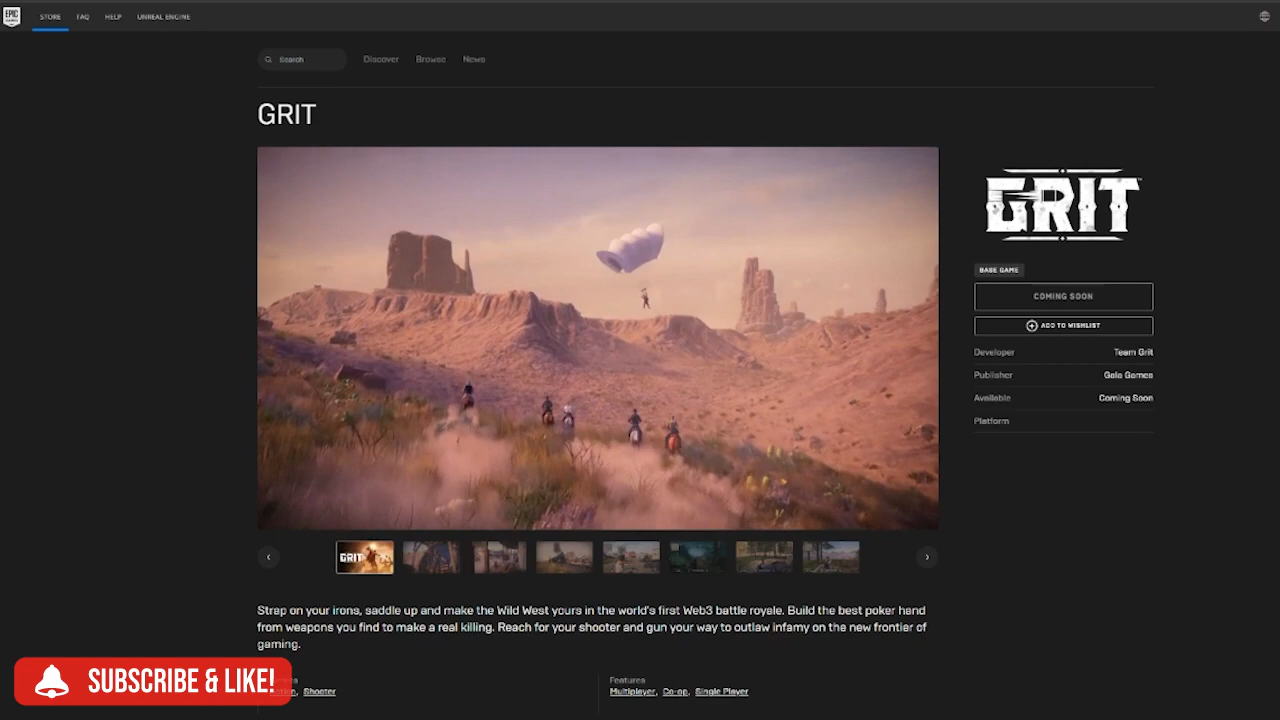 EPIC GAMES
STORE FAQ HELP UNREAL ENGINE
Search Discover Browse News
GRIT
GRIT
BASE GAME
COMING SOON
ADD TO WISHLIST
Developer Team Grit
Publisher Gala Games
Available Coming Soon
Platform
GRIT
Strap on your irons, saddle up and make the Wild West yours in the world's first Web3 battle royale. Build the best poker hand
from weapons you find to make a real killing. Reach for your shooter and gun your way to outlaw infamy on the new frontier of
gaming.
SUBSCRIBE & LIKE!
Shooter
Features
Multiplayer, Co-op, Single Player